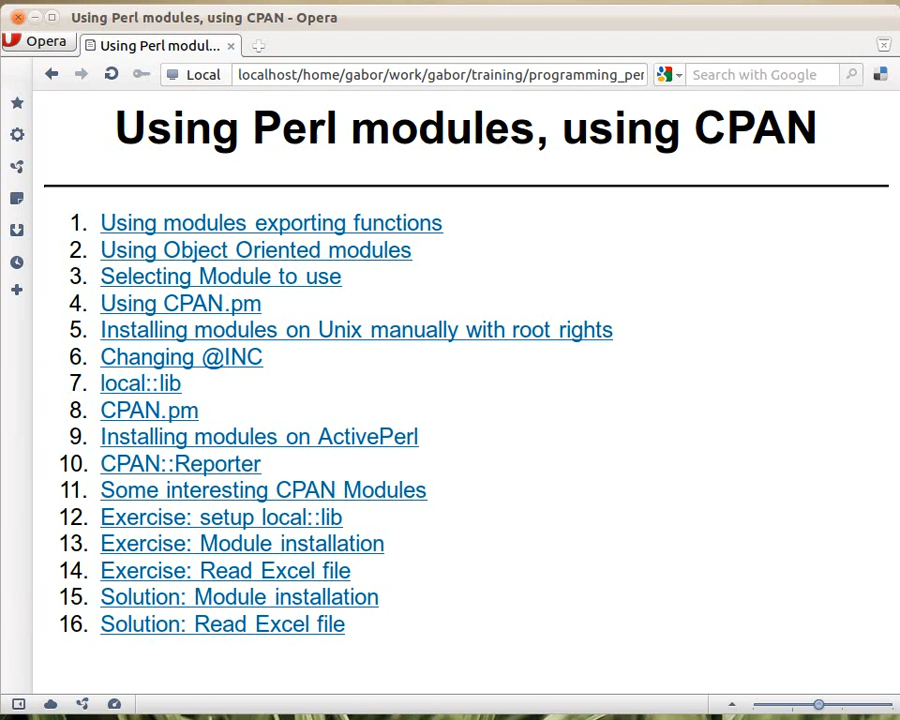 Using Perl modules, using CPAN - Opera
Opera
Using Perl modul...
Local
localhost/home/gabor/work/gabor/training/programming_per
Search with Google
Using Perl modules, using CPAN
1. Using modules exporting functions
2. Using Object Oriented modules
3. Selecting Module to use
4. Using CPAN.pm
5. Installing modules on Unix manually with root rights
6. Changing @INC
7. local::lib
8. CPAN.pm
9. Installing modules on ActivePerl
10. CPAN::Reporter
11. Some interesting CPAN Modules
12. Exercise: setup local::lib
13. Exercise: Module installation
14. Exercise: Read Excel file
15. Solution: Module installation
16. Solution: Read Excel file